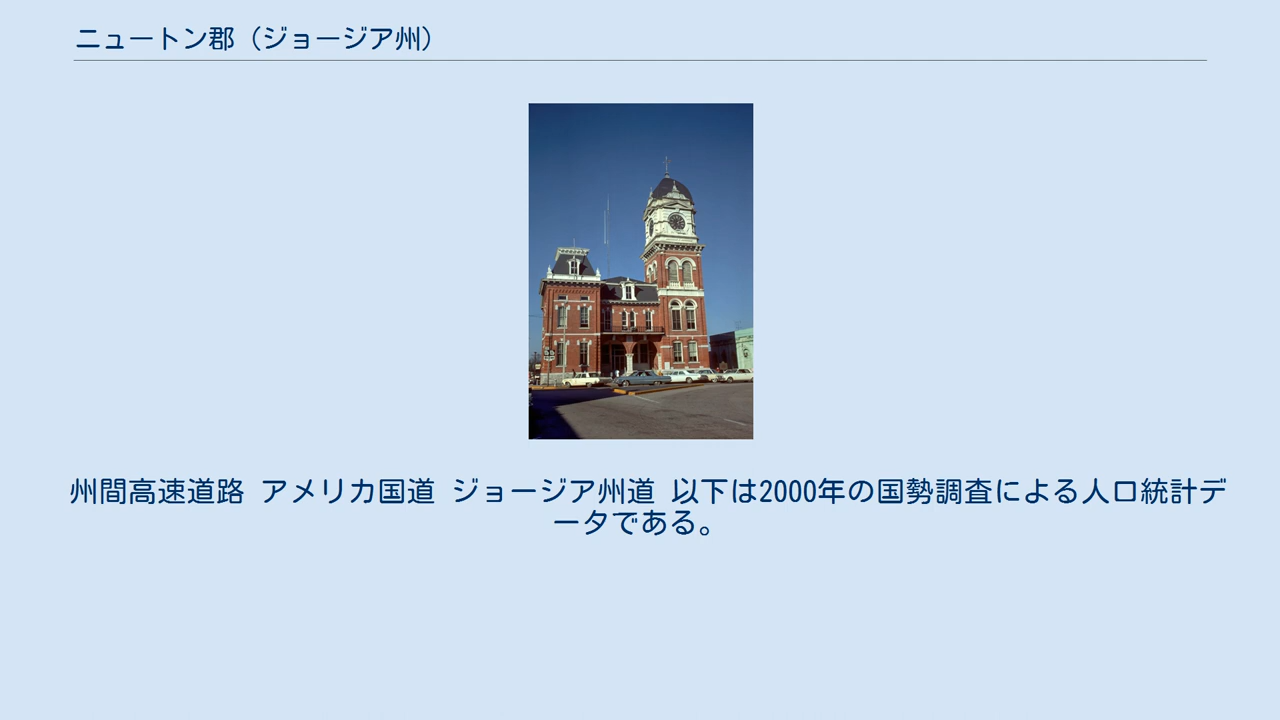 ニュートン郡（ジョージア州）
州間高速道路 アメリカ国道 ジョージア州道 以下は2000年の国勢調査による人口統計デ
ータである。